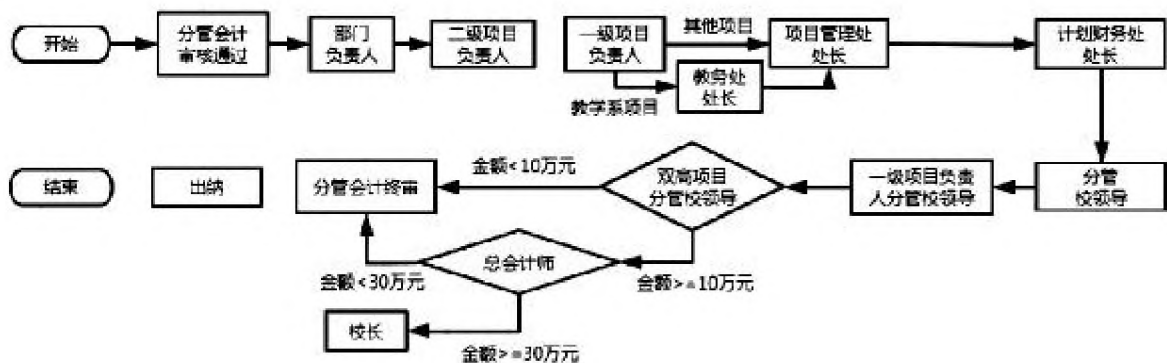 开始
分管会计
审核通过
部门
负责人
二级项目
负责人
一级项目
负责人
其他项目
教学系项目
教务处
处长
项目管理处
处长
计划财务处
处长
结束
出纳
分管会计终审
金额<10万元
双高项目
分管校领导
一级项目负责
人分管校领导
分管
校领导
金额<30万元
总会计师
金额>=10万元
校长
金额>=30万元